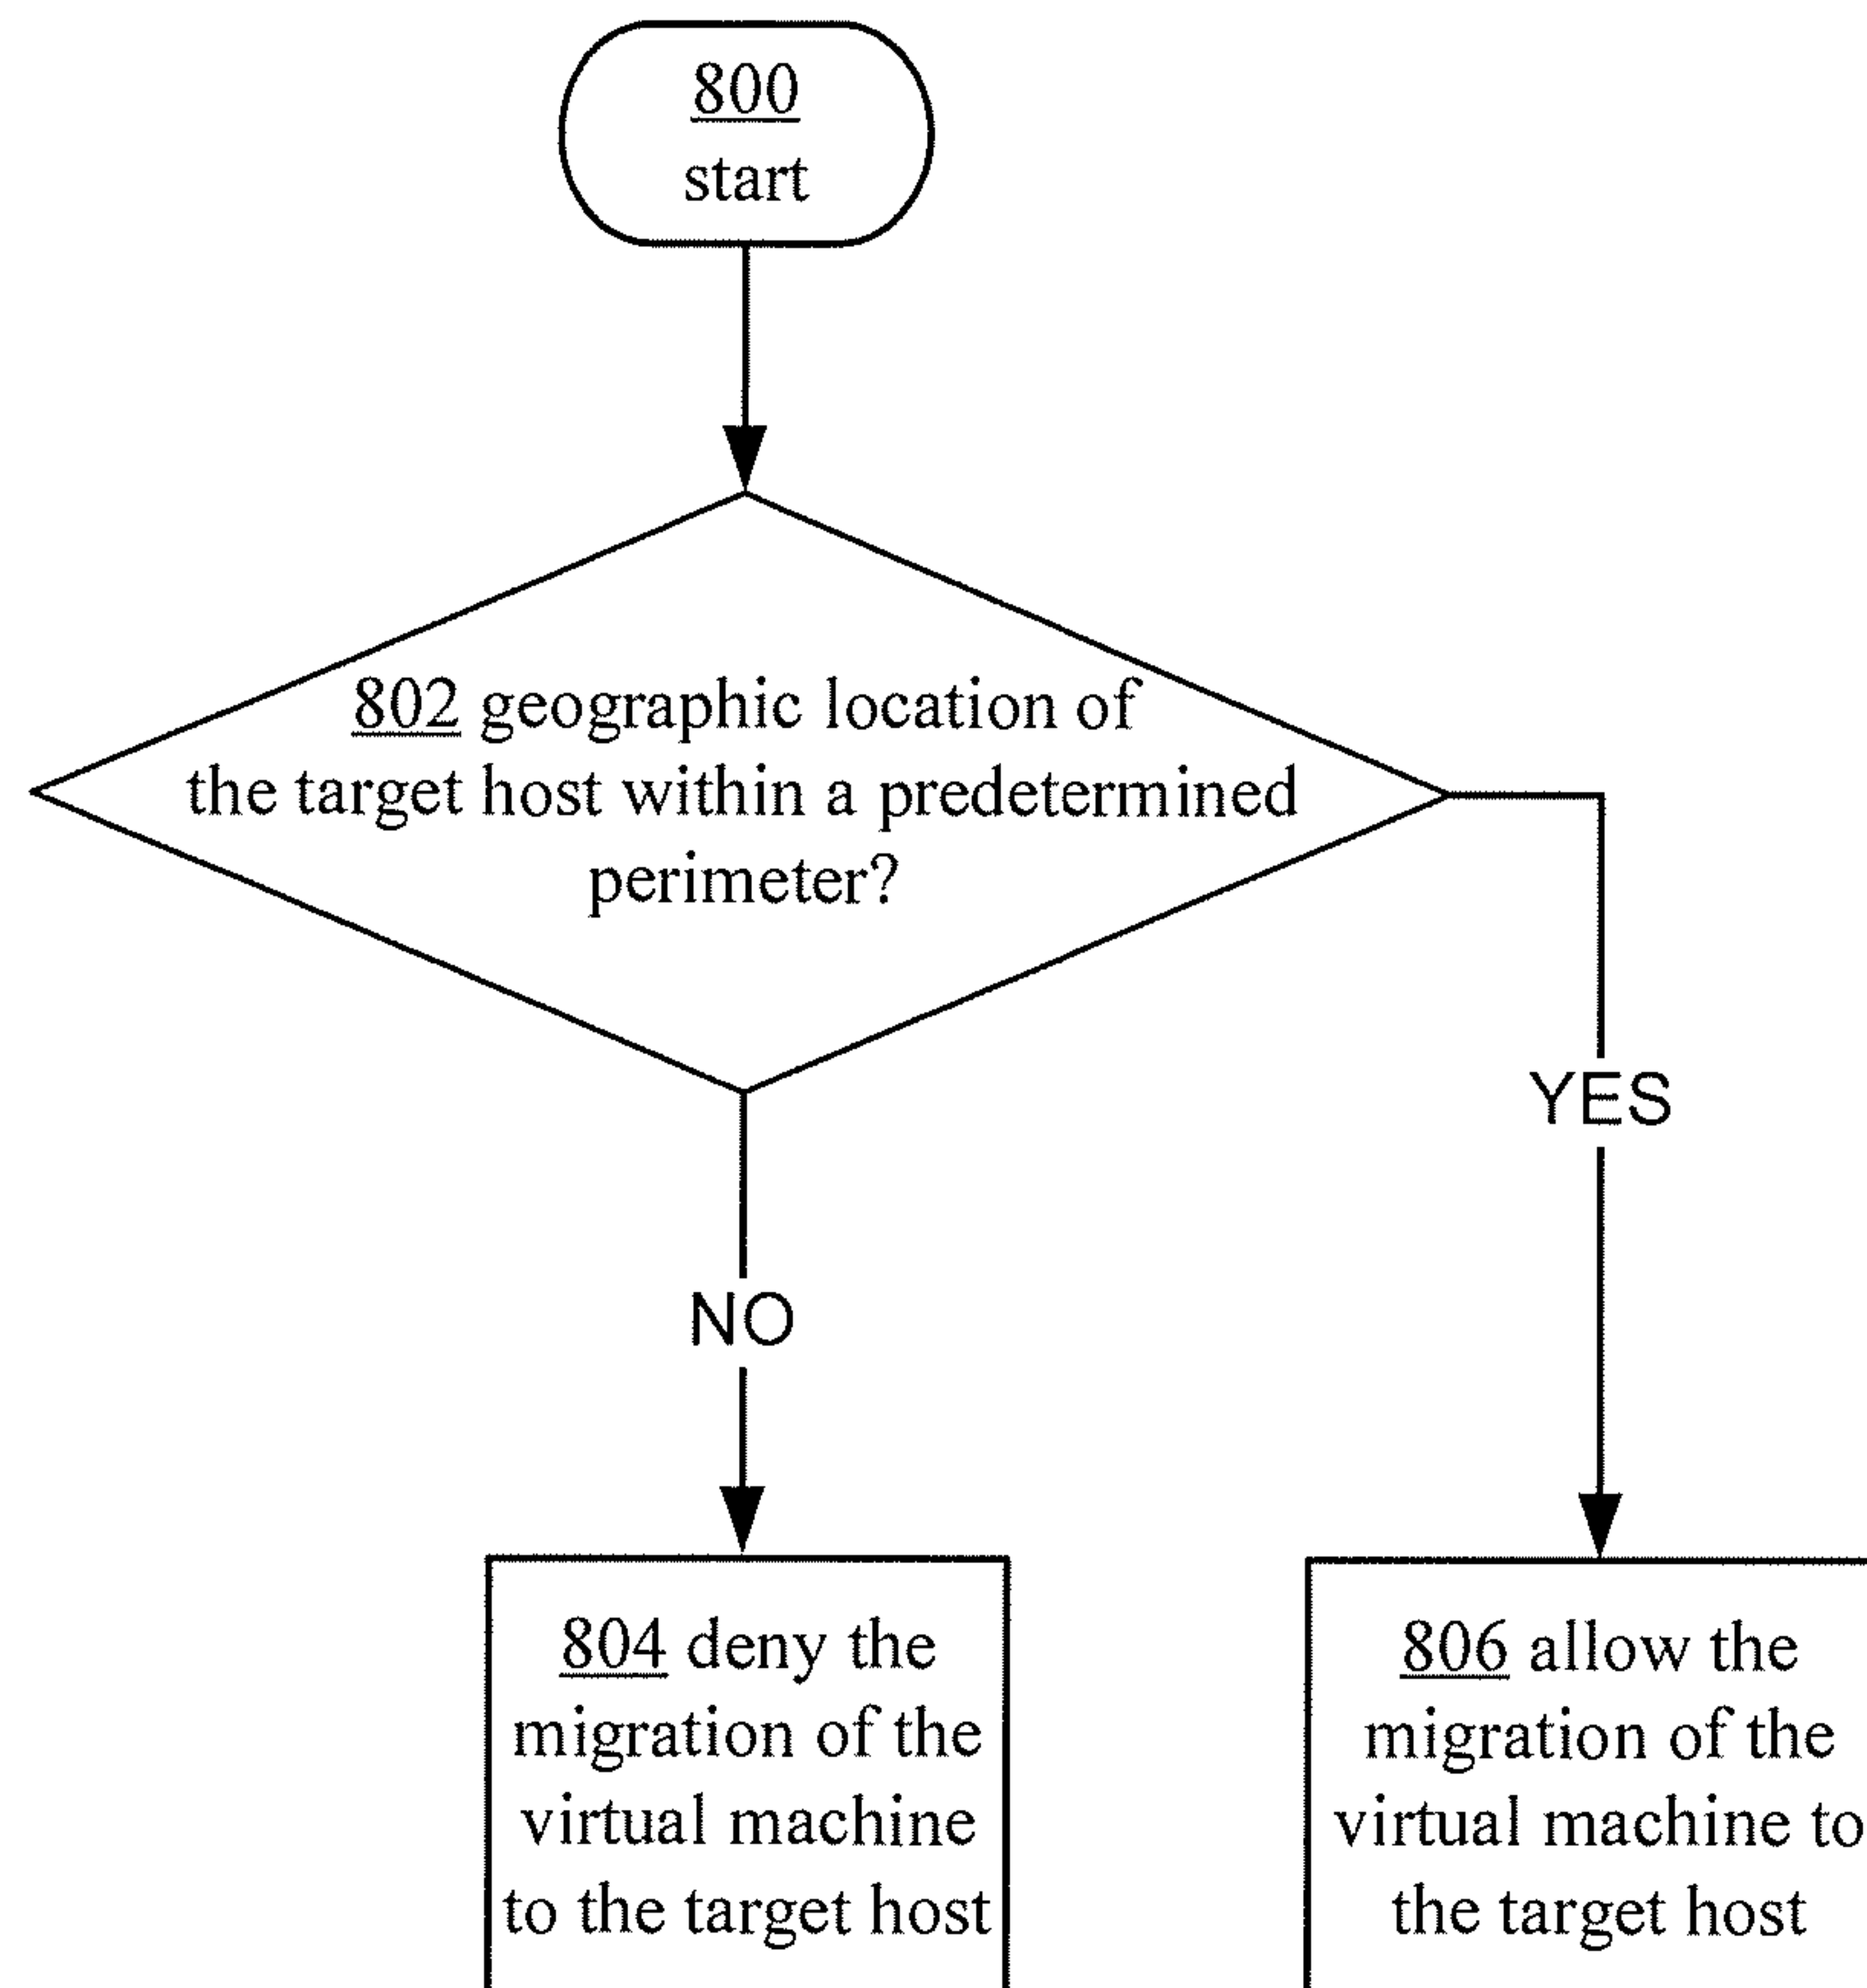 800
start
802 geographic location of
the target host within a predetermined
perimeter?
YES
NO
804 deny the
migration of the
virtual machine
to the target host
806 allow the
migration of the
virtual machine to
the target host